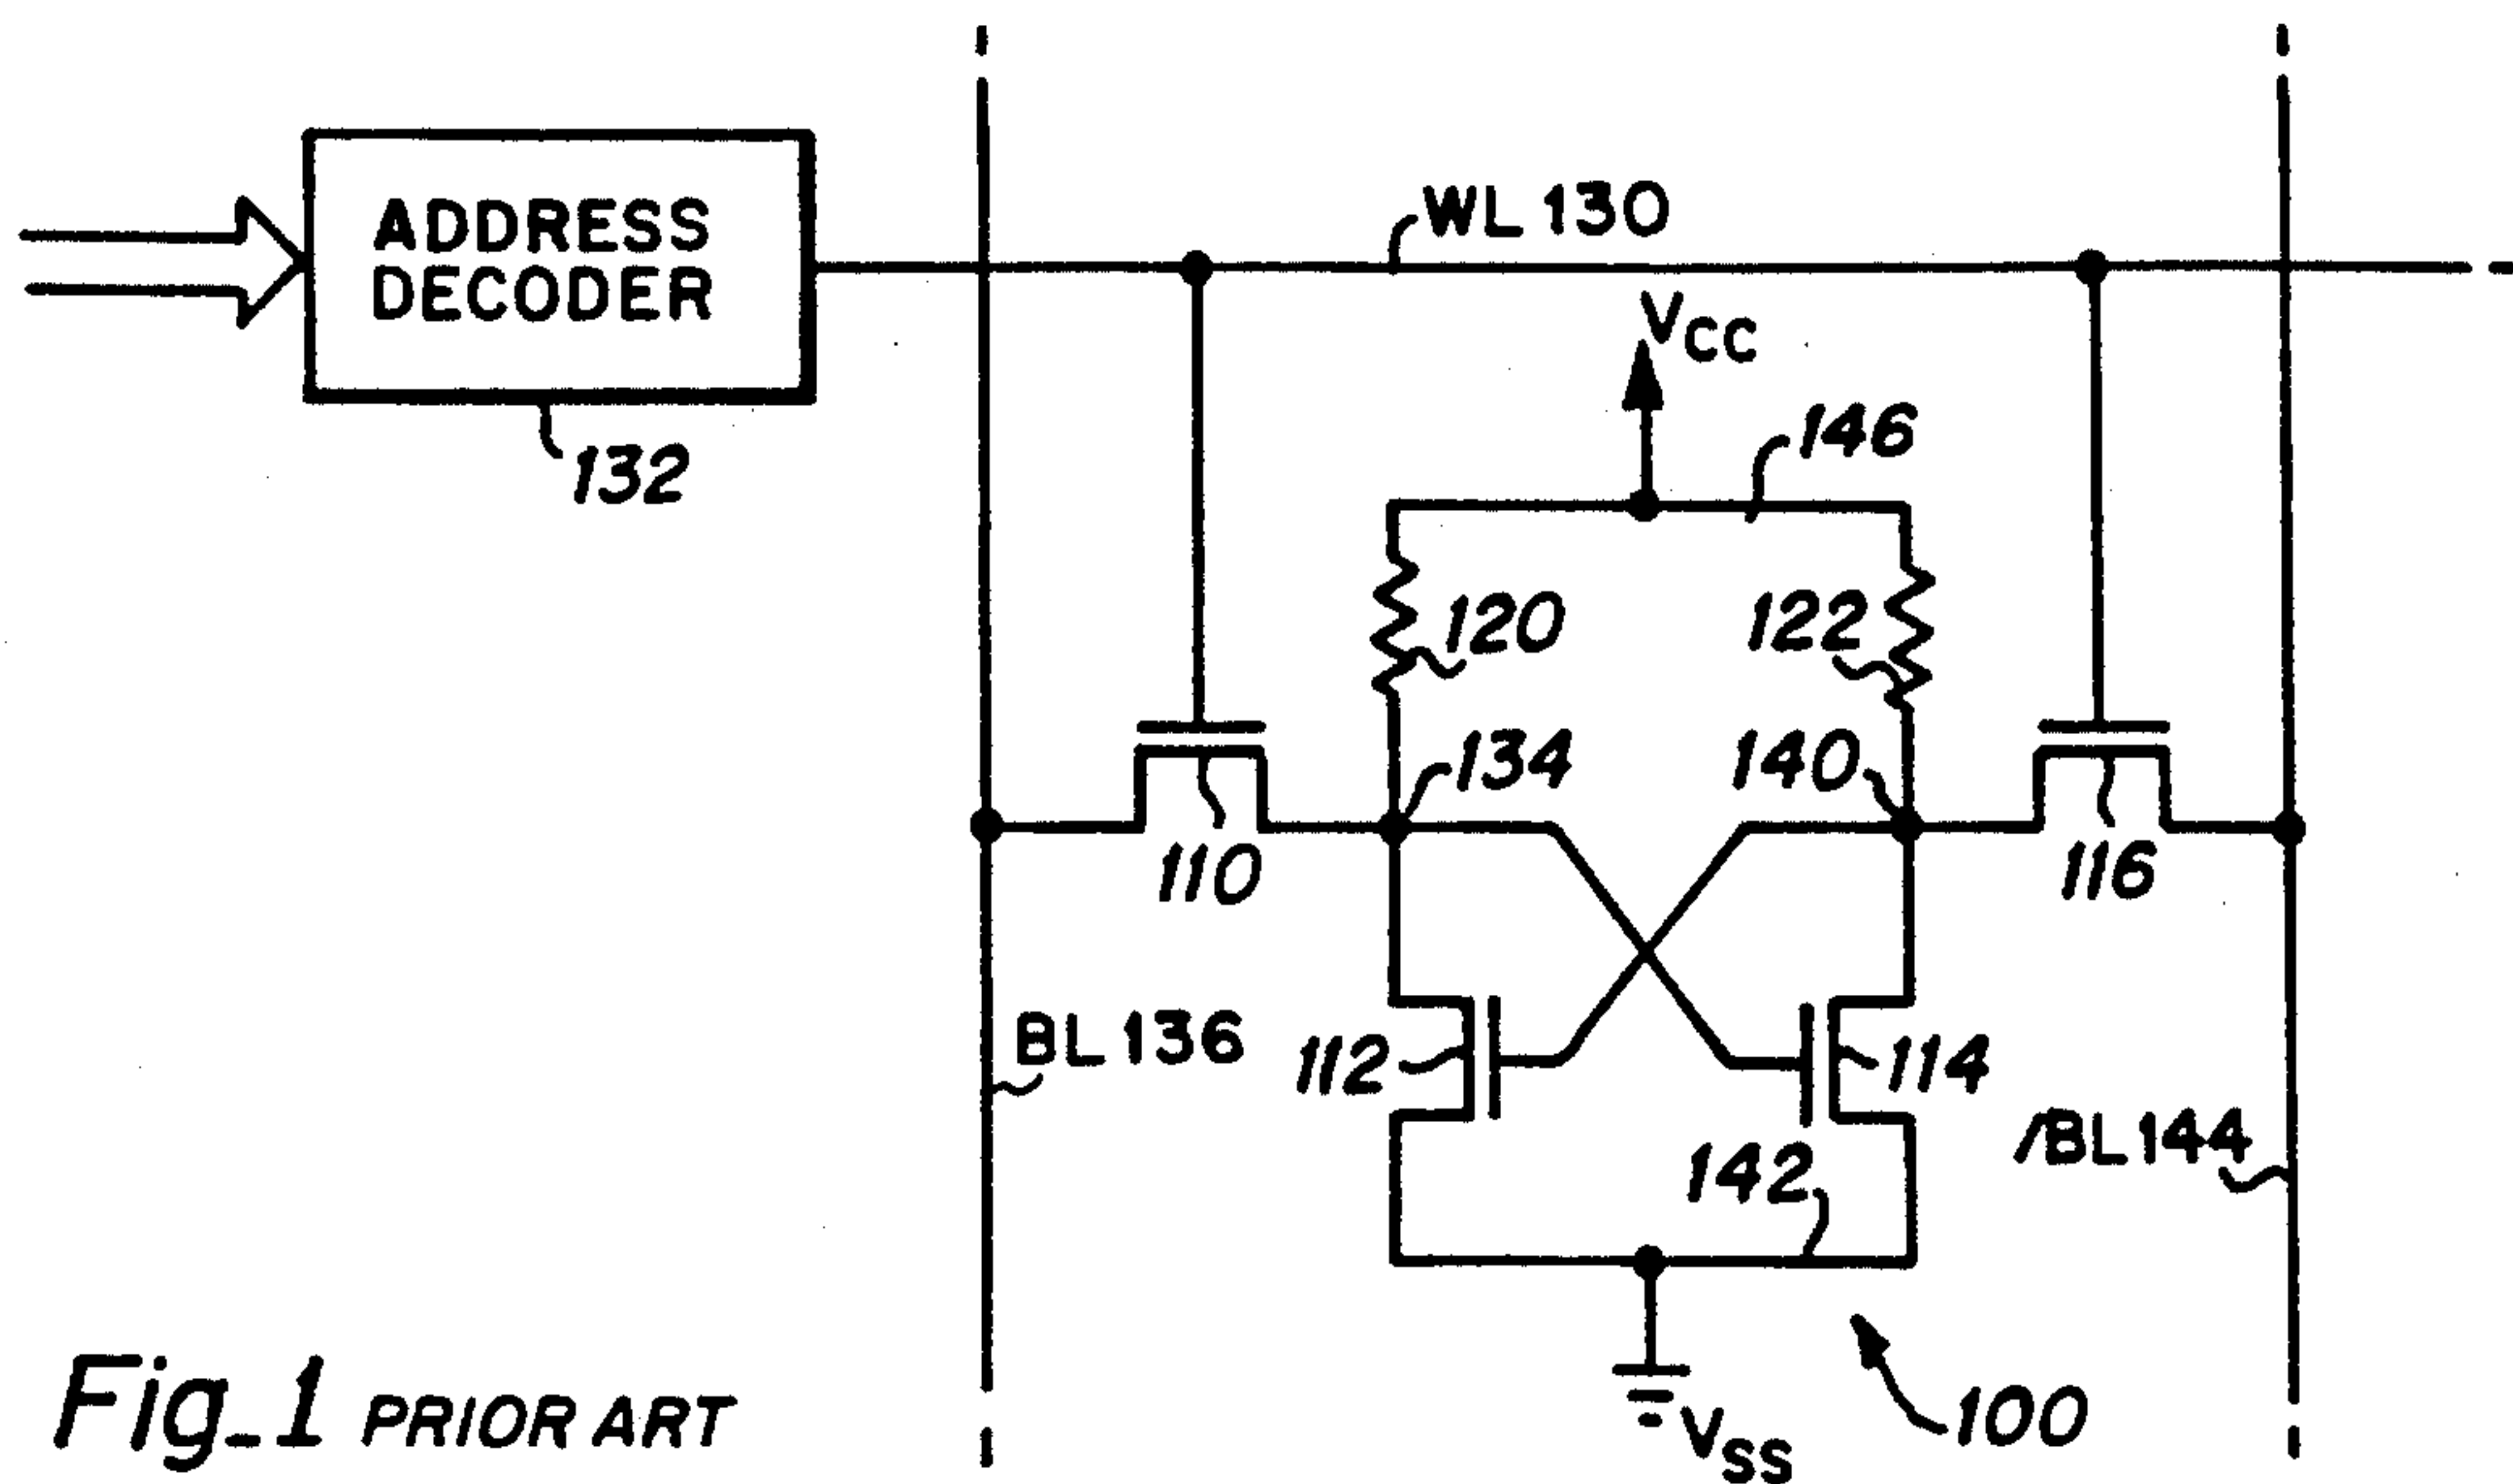 ADDRESS
DECODER
132
WL 130
VCC
146
120
122
134
140
110
116
BL 136
112
114
/BL 144
142
VSS
100
Fig_1 PRIOR ART